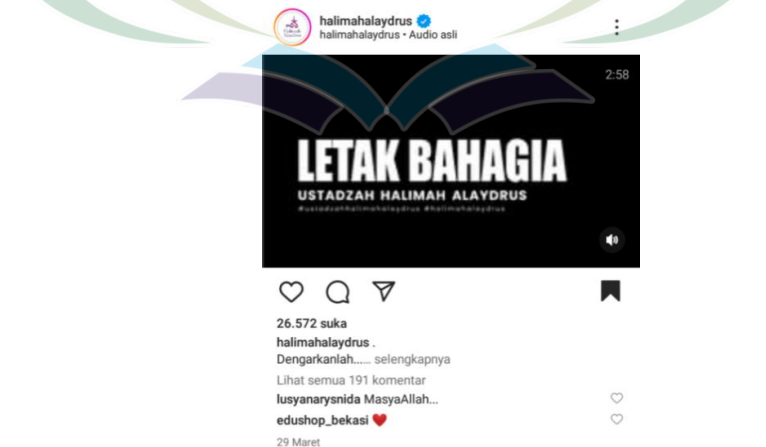 halimahalaydrus
halimahalaydrus • Audio asli
2:58
LETAK BAHAGIA
USTADZAH HALIMAH ALAYDRUS
#ustadzahhalimahalaydrus #halimahalaydrus
26.572 suka
halimahalaydrus .
Dengarkanlah...... selengkapnya
Lihat semua 191 komentar
lusyanarysnida MasyaAllah...
edushop_bekasi ❤️
29 Maret